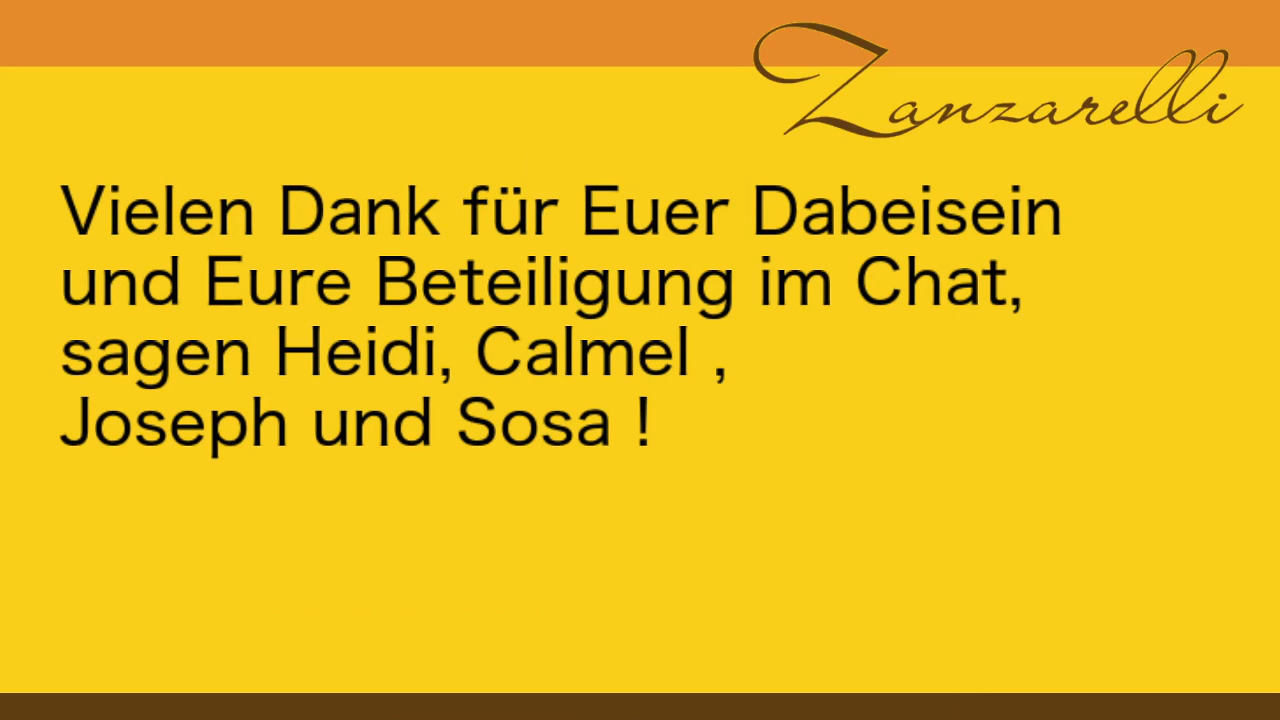 Zanzarelli
Vielen Dank für Euer Dabeisein
und Eure Beteiligung im Chat,
sagen Heidi, Calmel ,
Joseph und Sosa !